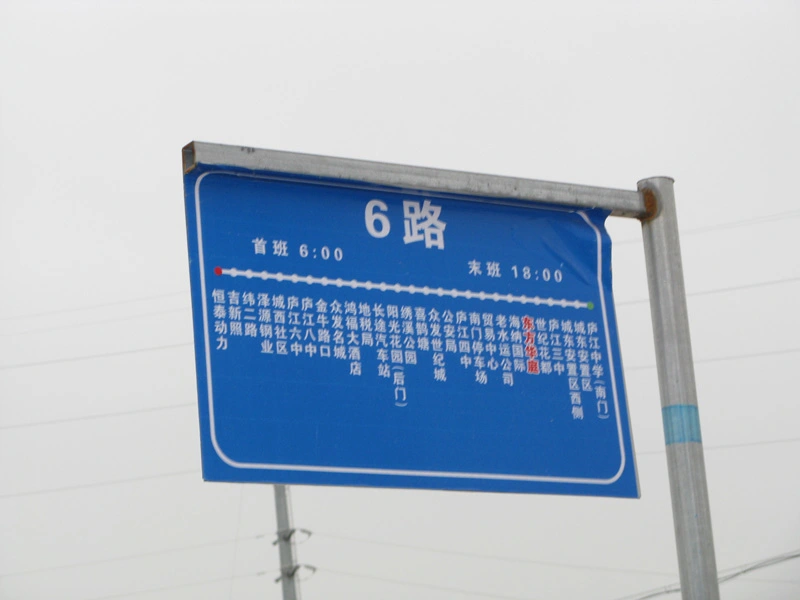 6路
首班 6:00
末班 18:00
恒泰动力
吉新照
纬二路
泽源钢业
城西社区
庐江六中
庐江八中
金牛路口
众发名城
鸿福大酒店
地税局
长途汽车站
阳光花园(后门)
绣溪公园
喜鹊塘
众发世纪城
公安局
庐江四中
南门停车场
贸易中心
老水运公司
海纳国际
东方华庭
世纪花都
庐江三中
城东安置区西侧
城东安置区
庐江中学(南门)